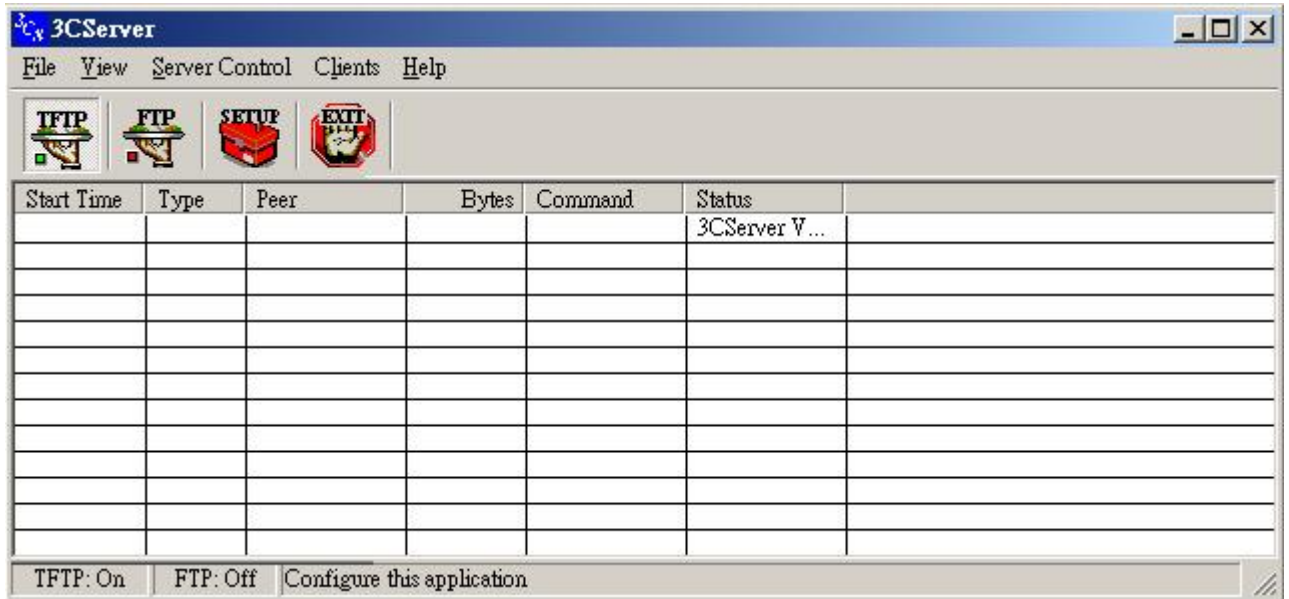 3CS 3CServer
File View Server Control Clients Help
TFTP FTP SETUP EXIT
Start Time Type Peer Bytes Command Status
3CServer V...
TFTP: On FTP: Off Configure this application